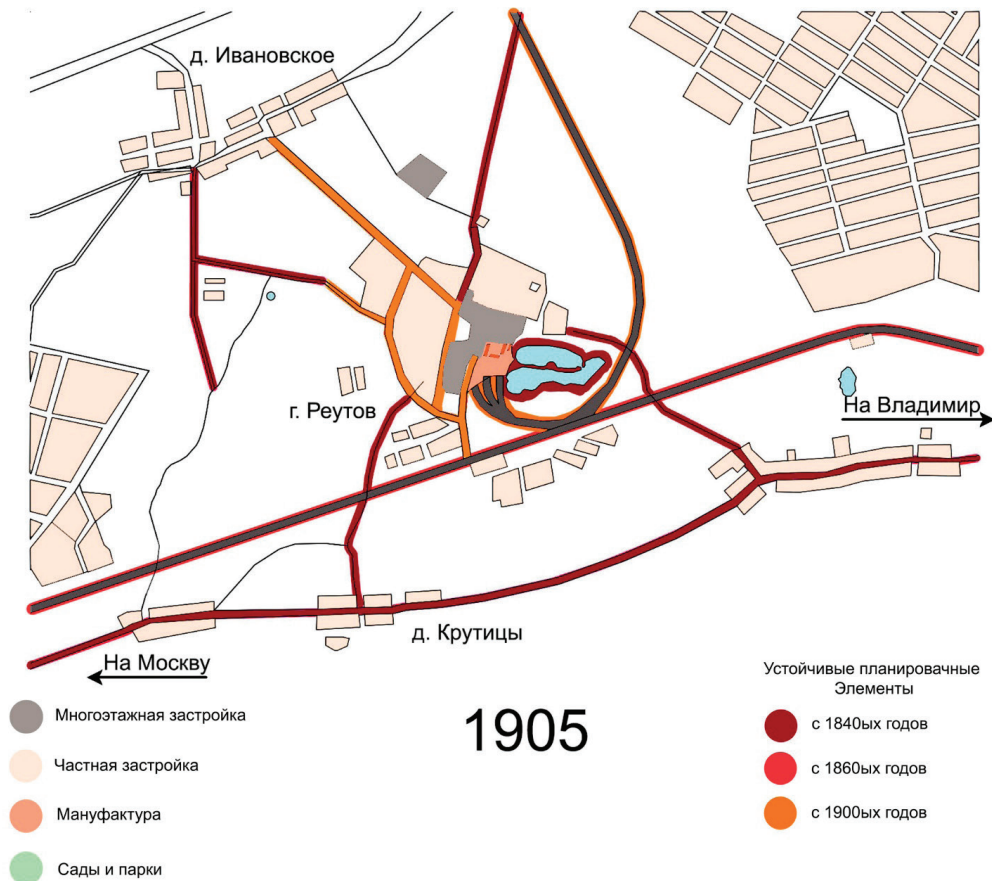 д. Ивановское
г. Реутов
На Владимир
д. Крутицы
На Москву
Многоэтажная застройка
Частная застройка
Мануфактура
Сады и парки
1905
Устойчивые планировачные
Элементы
с 1840ых годов
с 1860ых годов
с 1900ых годов